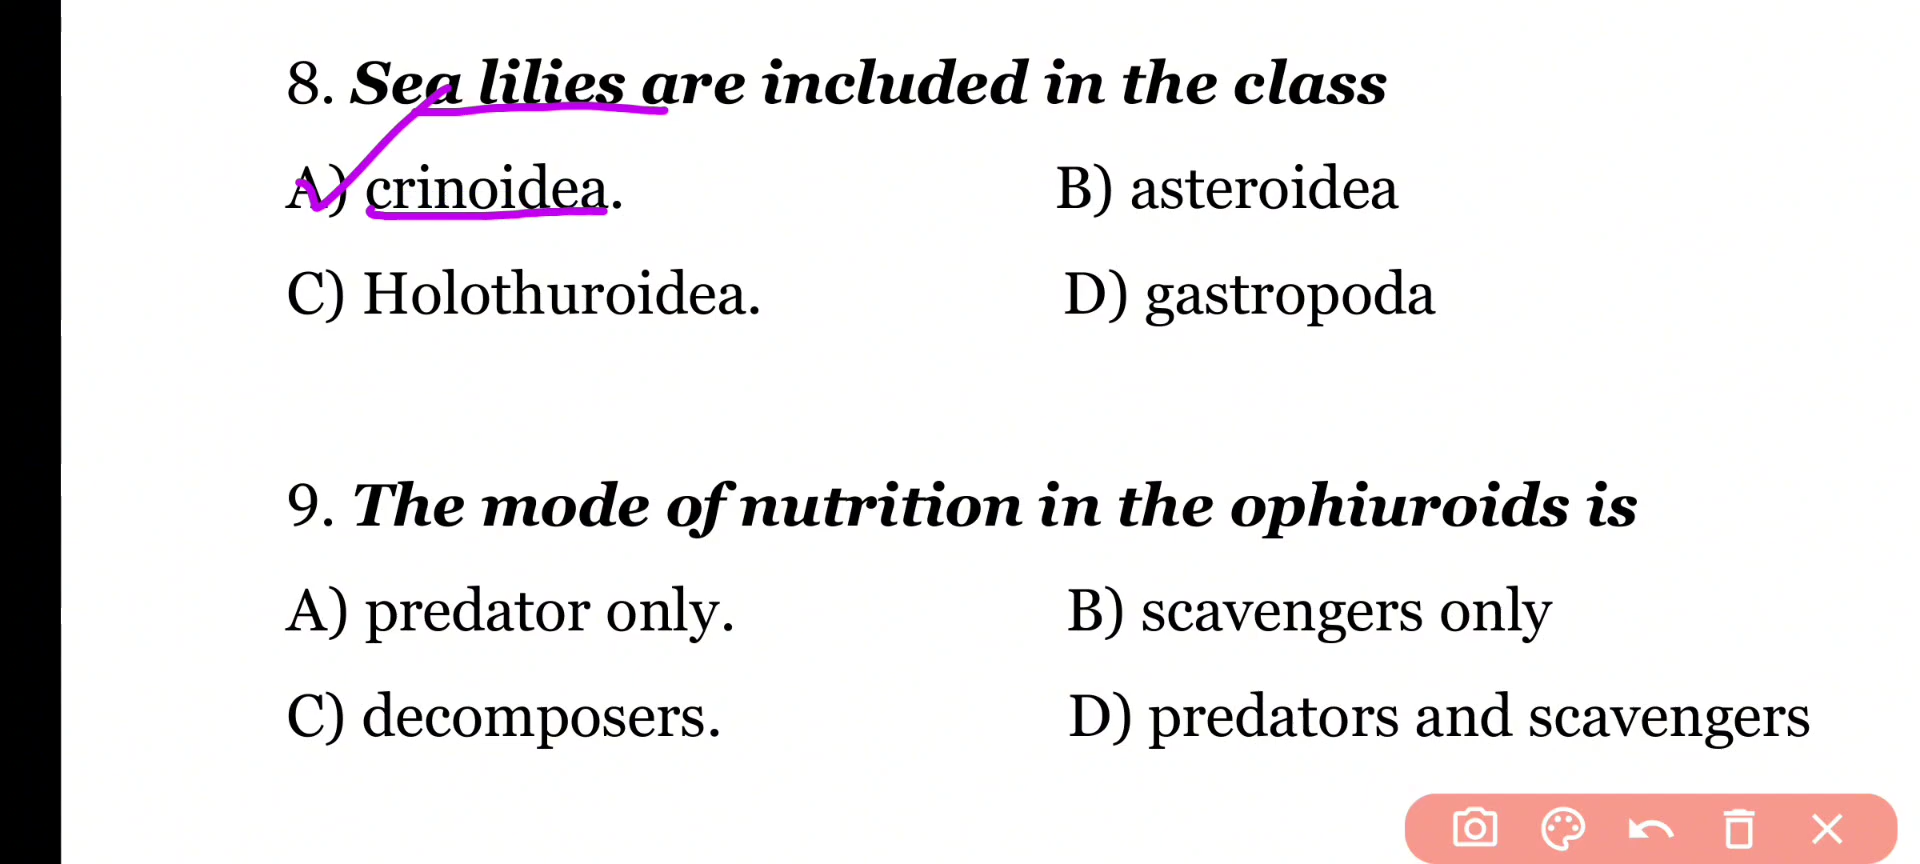 8. Sea lilies are included in the class
A) crinoidea. B) asteroidea
C) Holothuroidea. D) gastropoda
9. The mode of nutrition in the ophiuroids is
A) predator only. B) scavengers only
C) decomposers. D) predators and scavengers